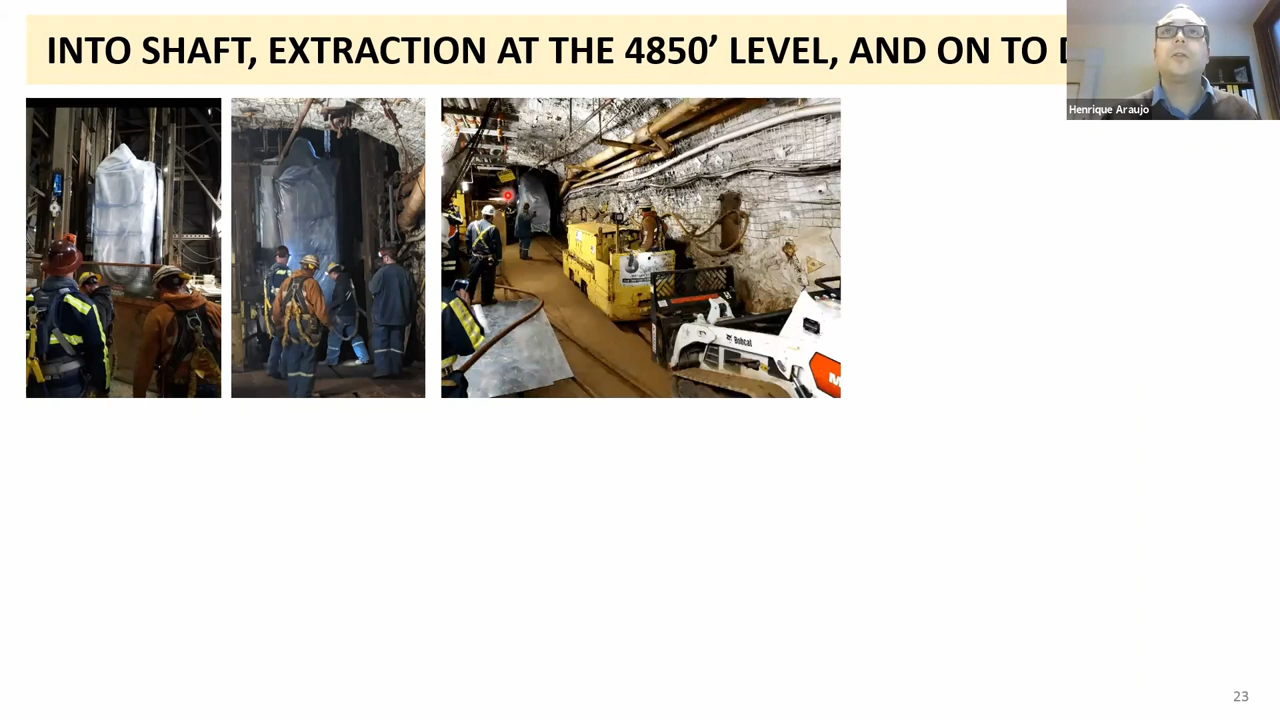 INTO SHAFT, EXTRACTION AT THE 4850’ LEVEL, AND ON TO
Henrique Araujo
Bobcat
23